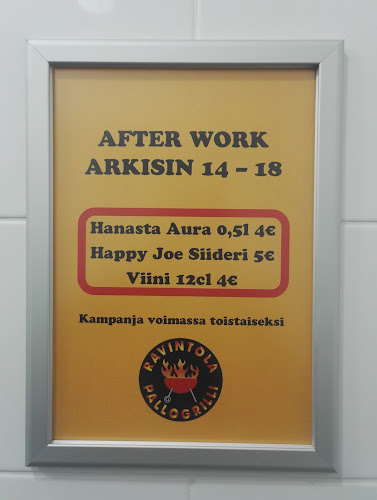 AFTER WORK
ARKISIN 14 – 18
Hanasta Aura 0,5l 4€
Happy Joe Siideri 5€
Viini 12cl 4€
Kampanja voimassa toistaiseksi
RAVINTOLA
PALLOGRILLI